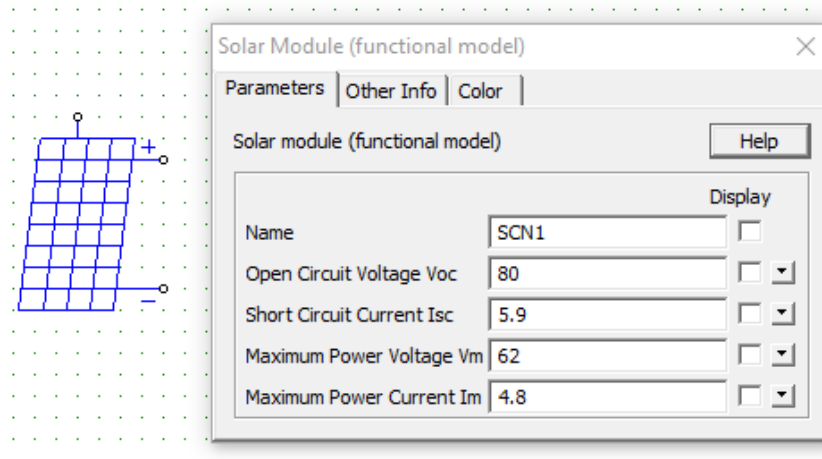 Solar Module (functional model)
Parameters Other Info Color
Solar module (functional model) Help
Display
Name SCN1
Open Circuit Voltage Voc 80
Short Circuit Current Isc 5.9
Maximum Power Voltage Vm 62
Maximum Power Current Im 4.8
+
−